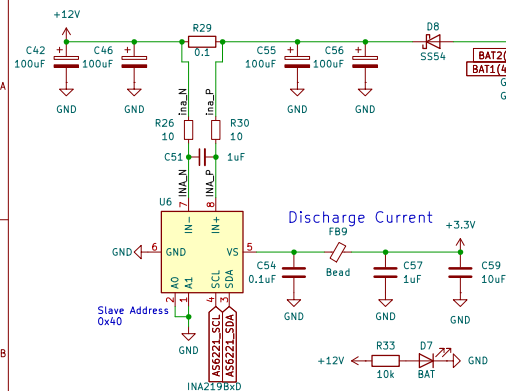 +12V
R29
0.1
D8
SS54
C42
100uF
C46
100uF
C55
100uF
C56
100uF
BAT2(
BAT1(4
GND
GND
GND
GND
A
ina_N
ina_P
R26
10
R30
10
C51
1uF
INA_N
INA_P
U6
7
8
IN-
IN+
Discharge Current
GND
6
GND
VS
5
FB9
Bead
+3.3V
C54
0.1uF
C57
1uF
C59
10uF
A0
A1
SCL
SDA
2
1
4
3
GND
GND
GND
Slave Address
0x40
GND
AS6221_SCL
AS6221_SDA
B
+12V
R33
10k
D7
BAT
GND
INA219BxD